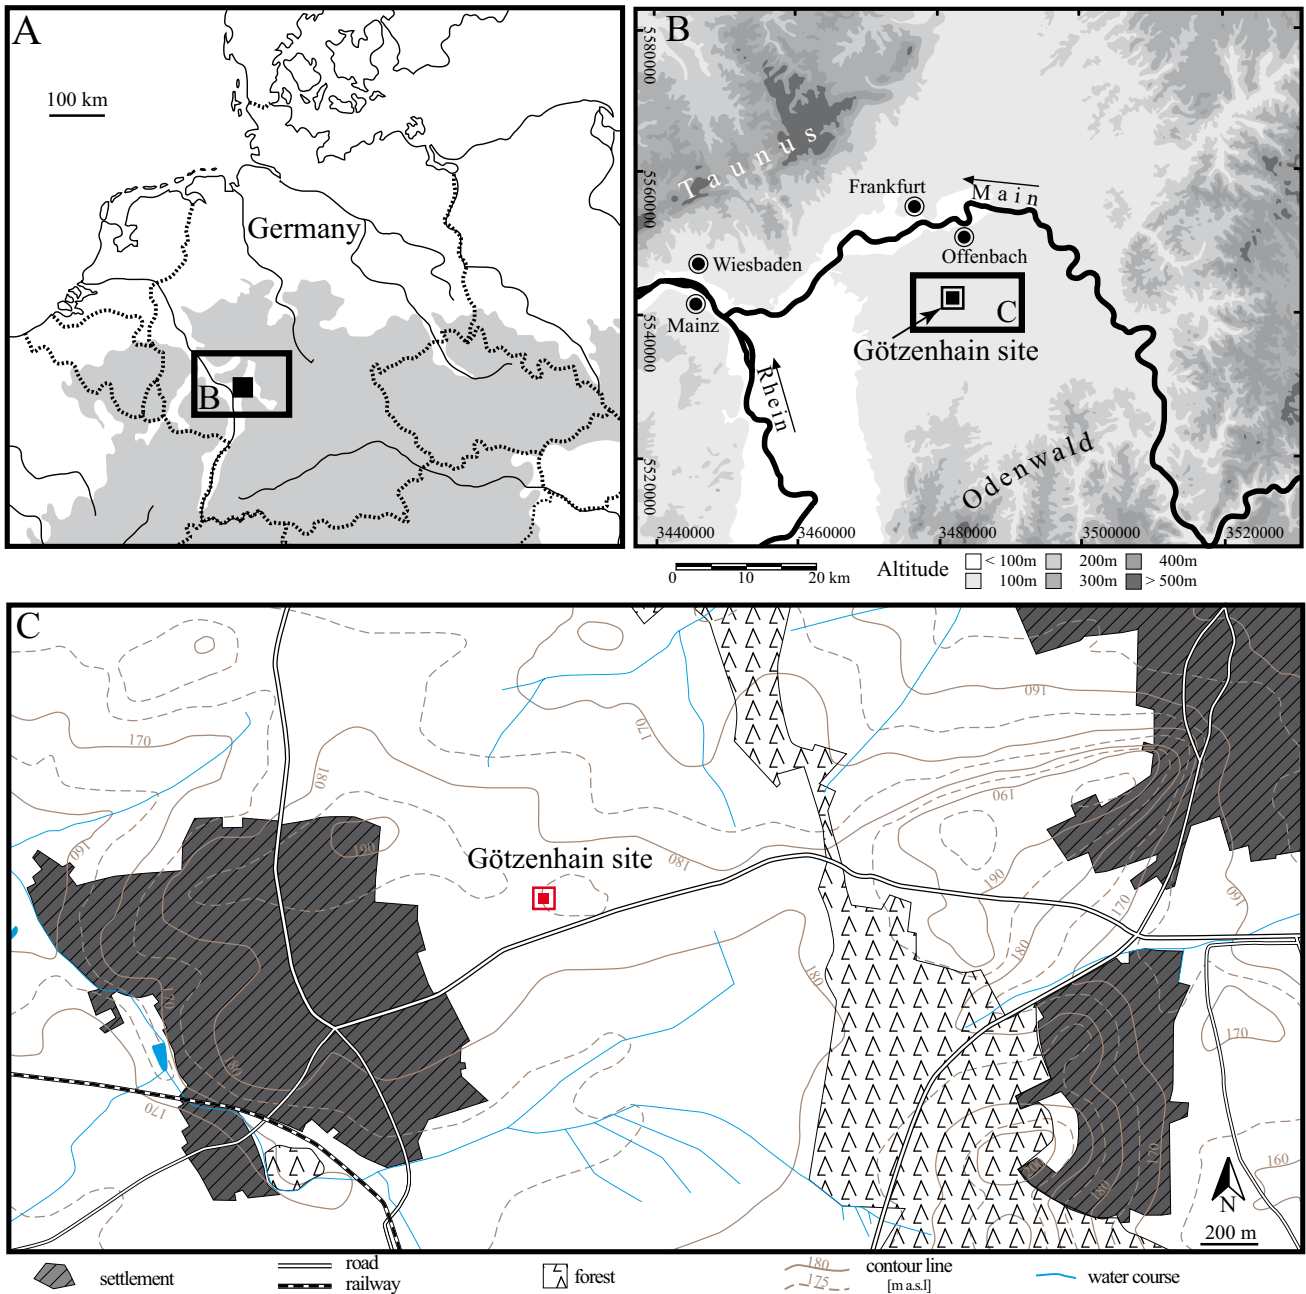 A
100 km
Germany
B
B
5580000
5560000
5540000
5520000
Taunus
Frankfurt
Main
Wiesbaden
Offenbach
Mainz
C
Götzenhain site
Rhein
Odenwald
3440000
3460000
3480000
3500000
3520000
0 10 20 km
Altitude
< 100m 200m 400m
100m 300m > 500m
C
170
180
170
160
160
190
160
190
Götzenhain site
180
190
170
160
180
180
170
170
180
170
200
180
170
160
N
200 m
settlement
road
railway
forest
180
175
contour line
[m a.s.l]
water course